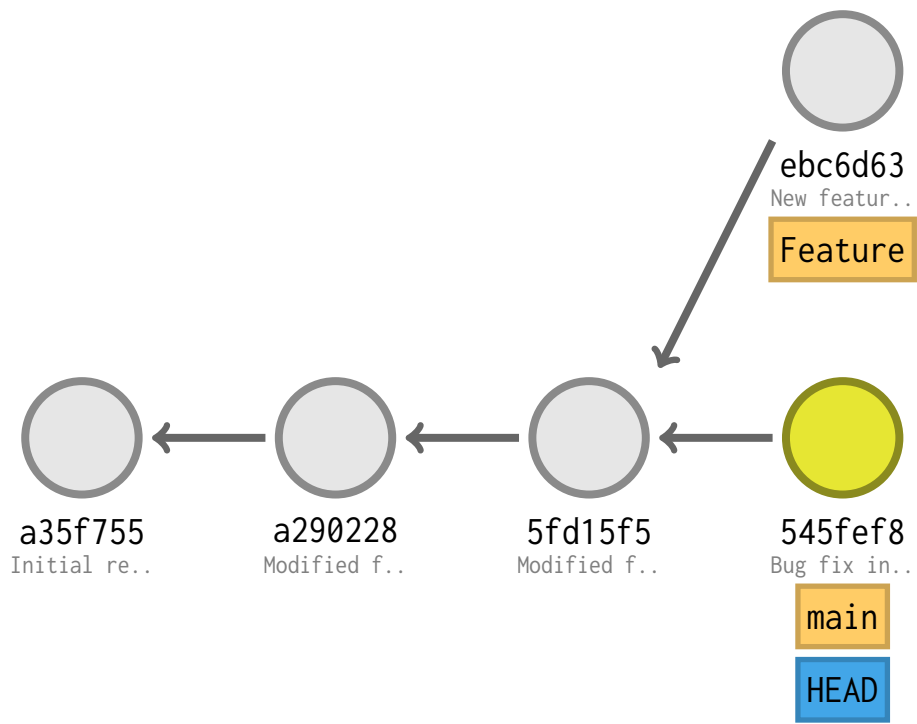 ebc6d63
New featur..
Feature
a35f755
Initial re..
a290228
Modified f..
5fd15f5
Modified f..
545fef8
Bug fix in..
main
HEAD